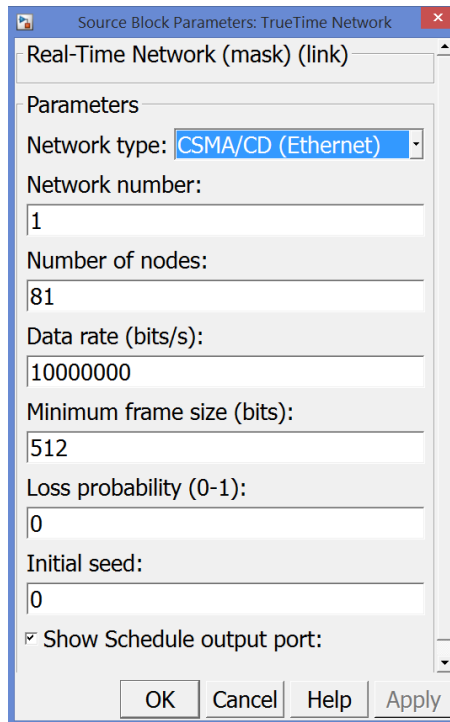 Source Block Parameters: TrueTime Network
Real-Time Network (mask) (link)
Parameters
Network type: CSMA/CD (Ethernet)
Network number:
1
Number of nodes:
81
Data rate (bits/s):
10000000
Minimum frame size (bits):
512
Loss probability (0-1):
0
Initial seed:
0
Show Schedule output port:
OK Cancel Help Apply